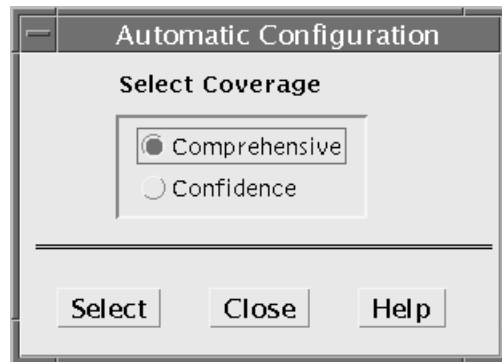 Automatic Configuration
Select Coverage
Comprehensive
Confidence
Select Close Help